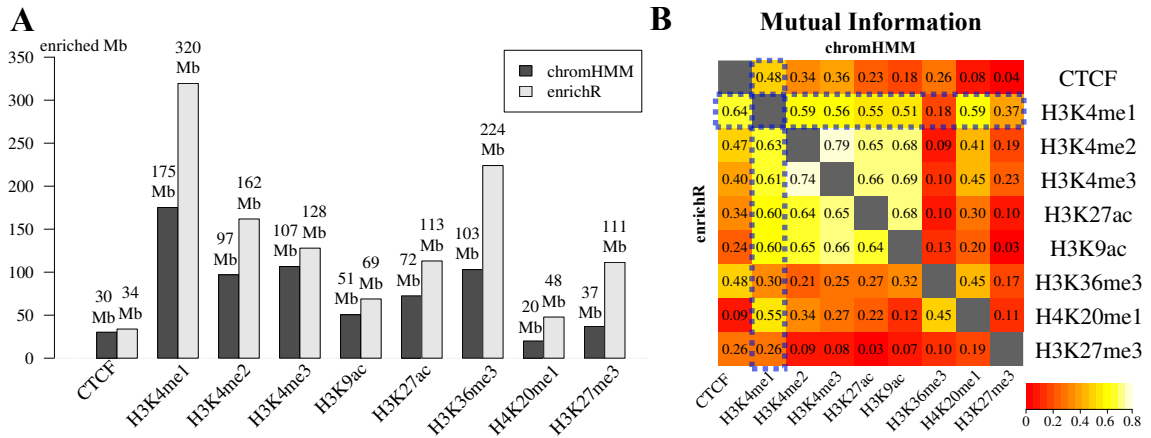 A
enriched Mb
350
300
250
200
150
100
50
0
chromHMM
enrichR
30
Mb
34
Mb
175
Mb
320
Mb
97
Mb
162
Mb
107
Mb
128
Mb
51
Mb
69
Mb
72
Mb
113
Mb
103
Mb
224
Mb
20
Mb
48
Mb
37
Mb
111
Mb
CTCF
H3K4me1
H3K4me2
H3K4me3
H3K9ac
H3K27ac
H3K36me3
H4K20me1
H3K27me3
B
Mutual Information
chromHMM
enrichR
0.48 0.34 0.36 0.23 0.18 0.26 0.08 0.04 CTCF
0.64 0.59 0.56 0.55 0.51 0.18 0.59 0.37 H3K4me1
0.47 0.63 0.79 0.65 0.68 0.09 0.41 0.19 H3K4me2
0.40 0.61 0.74 0.66 0.69 0.10 0.45 0.23 H3K4me3
0.34 0.60 0.64 0.65 0.68 0.10 0.30 0.10 H3K27ac
0.24 0.60 0.65 0.66 0.64 0.13 0.20 0.03 H3K9ac
0.48 0.30 0.21 0.25 0.27 0.32 0.45 0.17 H3K36me3
0.09 0.55 0.34 0.27 0.22 0.12 0.45 0.11 H4K20me1
0.26 0.26 0.09 0.08 0.03 0.07 0.10 0.19 H3K27me3
CTCF
H3K4me1
H3K4me2
H3K4me3
H3K27ac
H3K9ac
H3K36me3
H4K20me1
H3K27me3
0 0.2 0.4 0.6 0.8